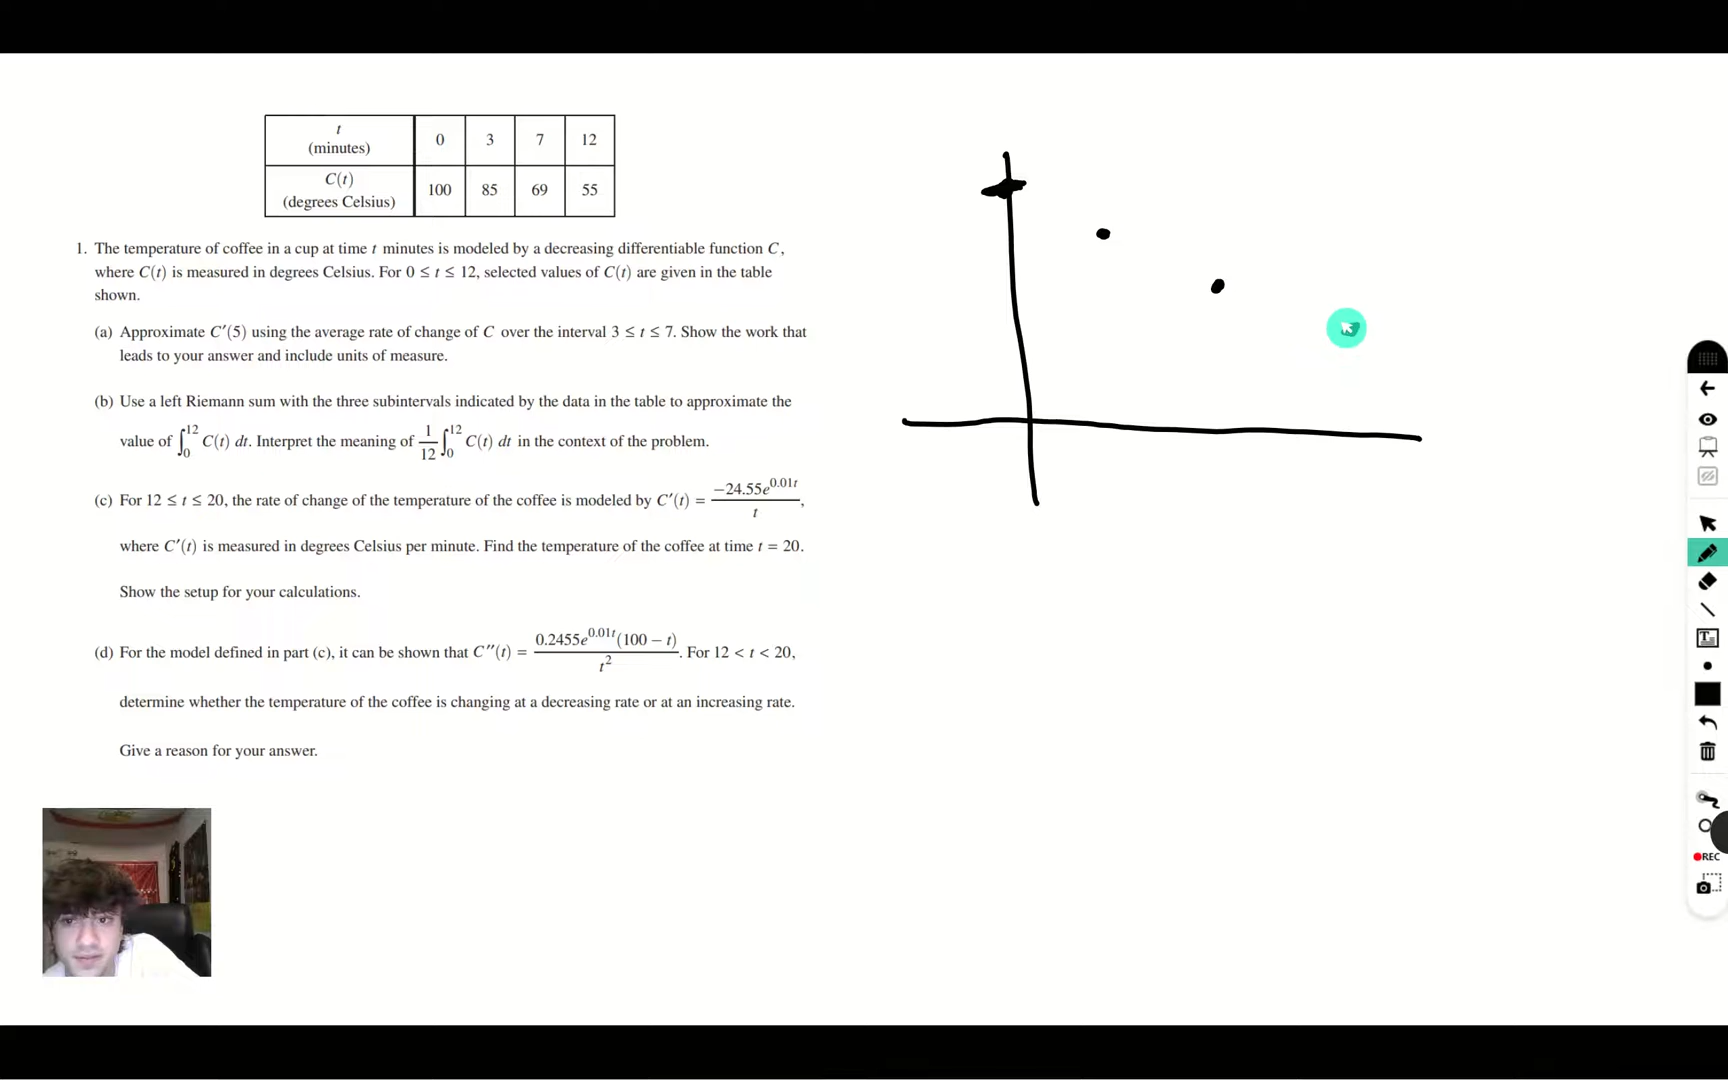 t
(minutes) 0 3 7 12
C(t)
(degrees Celsius) 100 85 69 55
1. The temperature of coffee in a cup at time t minutes is modeled by a decreasing differentiable function C,
where C(t) is measured in degrees Celsius. For 0 ≤ t ≤ 12, selected values of C(t) are given in the table
shown.
(a) Approximate C′(5) using the average rate of change of C over the interval 3 ≤ t ≤ 7. Show the work that
leads to your answer and include units of measure.
(b) Use a left Riemann sum with the three subintervals indicated by the data in the table to approximate the
value of ∫₀¹² C(t) dt. Interpret the meaning of 1/12 ∫₀¹² C(t) dt in the context of the problem.
(c) For 12 ≤ t ≤ 20, the rate of change of the temperature of the coffee is modeled by C′(t) = −24.55e^0.01t / t,
where C′(t) is measured in degrees Celsius per minute. Find the temperature of the coffee at time t = 20.
Show the setup for your calculations.
(d) For the model defined in part (c), it can be shown that C″(t) = 0.2455e^0.01t(100 − t) / t². For 12 < t < 20,
determine whether the temperature of the coffee is changing at a decreasing rate or at an increasing rate.
Give a reason for your answer.
T
REC